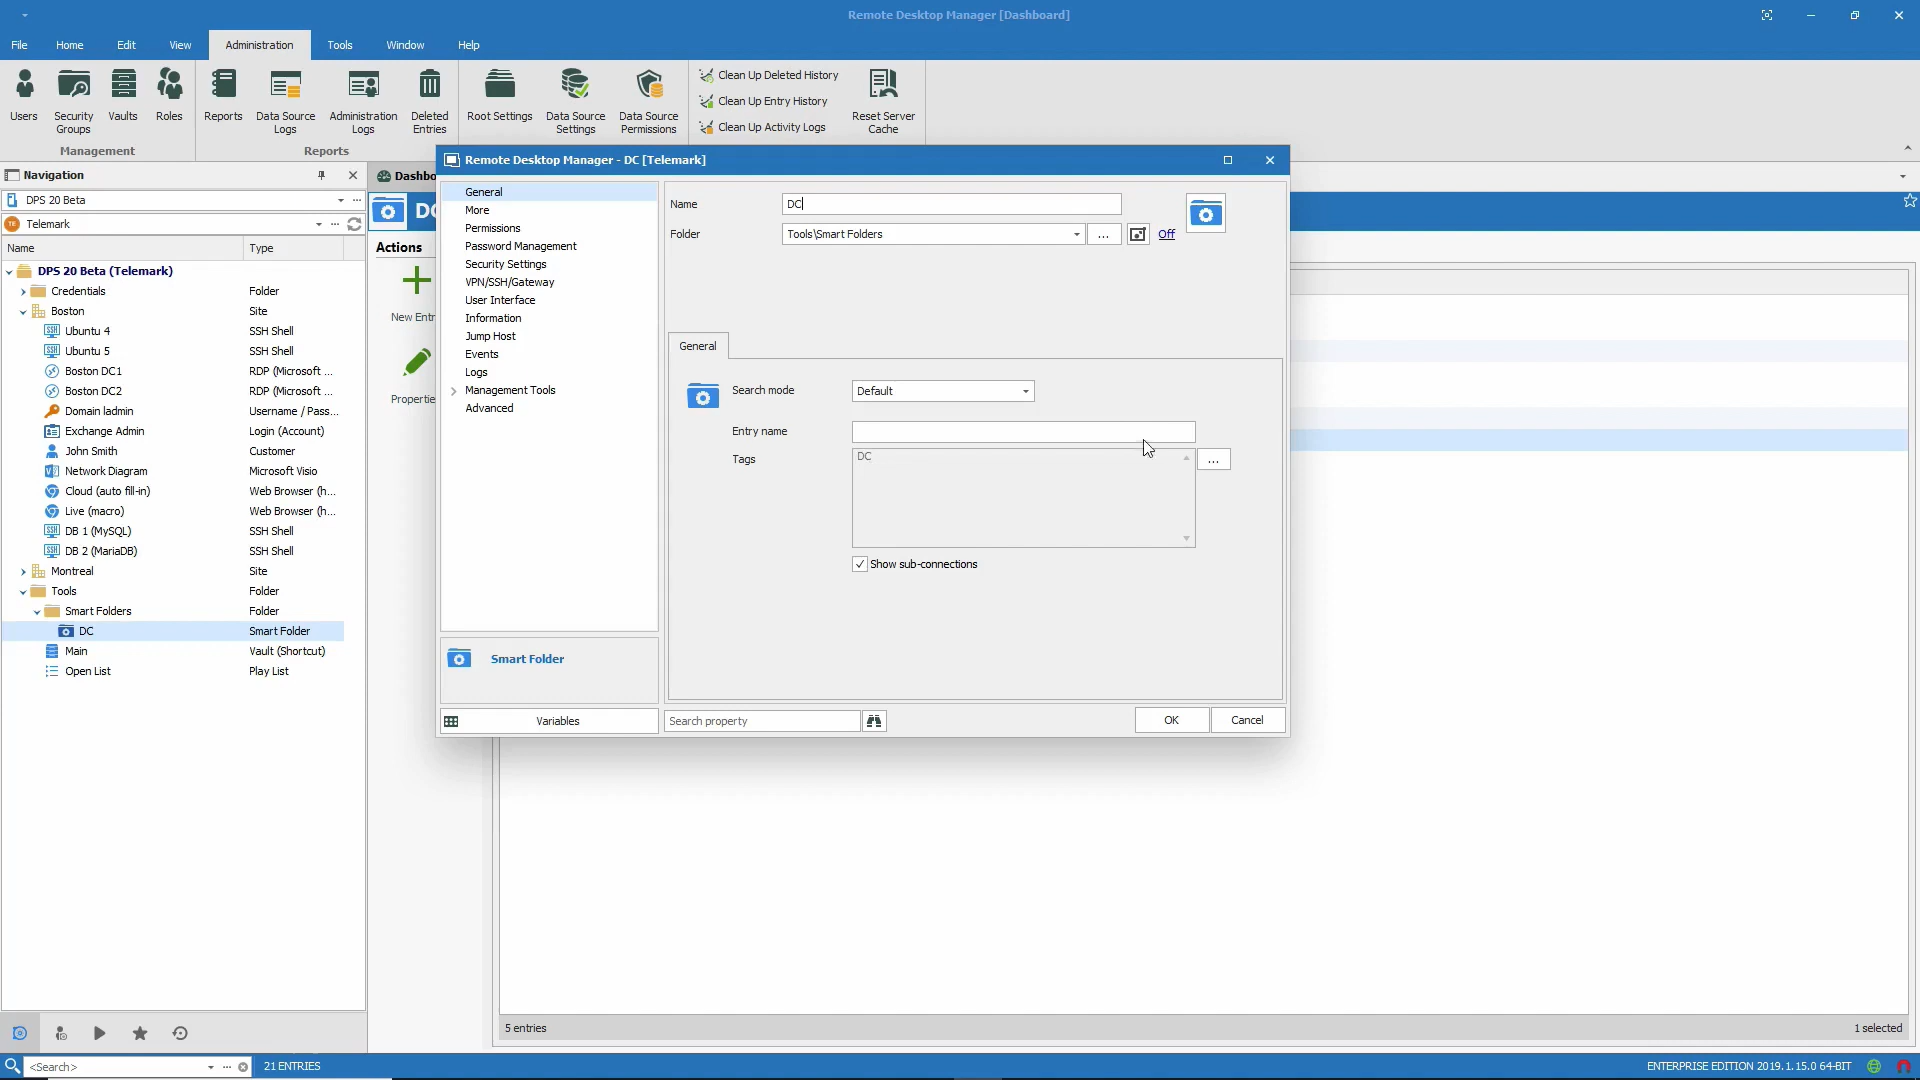 Remote Desktop Manager [Dashboard]
File Home Edit View Administration Tools Window Help
Users
Security Groups
Vaults
Roles
Management
Reports
Data Source Logs
Administration Logs
Deleted Entries
Reports
Root Settings
Data Source Settings
Data Source Permissions
Clean Up Deleted History
Clean Up Entry History
Clean Up Activity Logs
Reset Server Cache
Navigation
DPS 20 Beta ...
TE Telemark ...
Name Type
DPS 20 Beta (Telemark)
Credentials Folder
Boston Site
SSH Ubuntu 4 SSH Shell
SSH Ubuntu 5 SSH Shell
Boston DC1 RDP (Microsoft ...
Boston DC2 RDP (Microsoft ...
Domain ladmin Username / Pass...
Exchange Admin Login (Account)
John Smith Customer
Network Diagram Microsoft Visio
Cloud (auto fill-in) Web Browser (h...
Live (macro) Web Browser (h...
SSH DB 1 (MySQL) SSH Shell
SSH DB 2 (MariaDB) SSH Shell
Montreal Site
Tools Folder
Smart Folders Folder
DC Smart Folder
Main Vault (Shortcut)
Open List Play List
Dashbo
DC
Actions
New Entr
Propertie
Remote Desktop Manager - DC [Telemark]
General
More
Permissions
Password Management
Security Settings
VPN/SSH/Gateway
User Interface
Information
Jump Host
Events
Logs
Management Tools
Advanced
Smart Folder
Variables
Name DC
Folder Tools\Smart Folders ... Off
General
Search mode Default
Entry name
Tags DC ...
Show sub-connections
Search property
OK Cancel
5 entries 1 selected
<Search> ... 21 ENTRIES
ENTERPRISE EDITION 2019.1.15.0 64-BIT